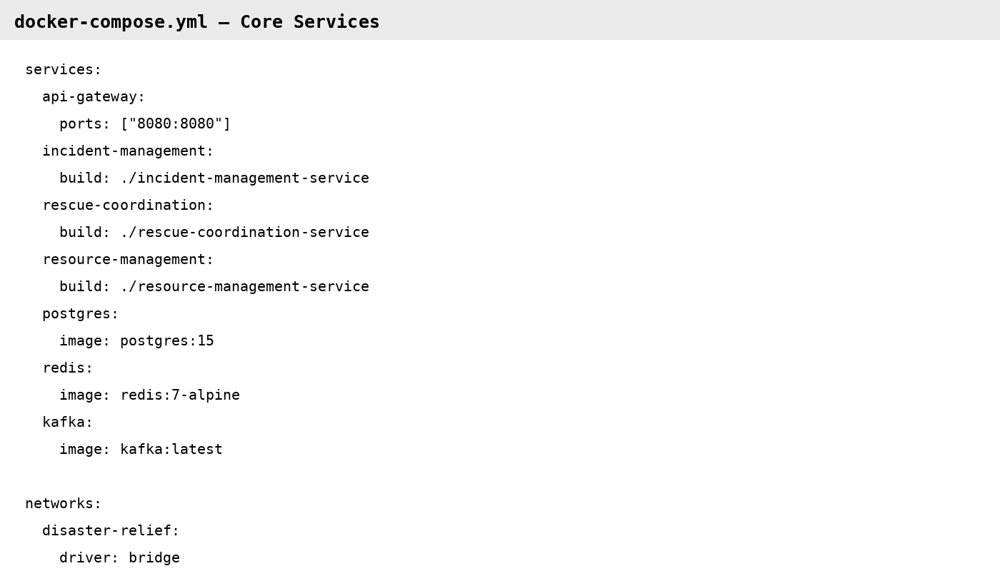 docker-compose.yml — Core Services
services:
  api-gateway:
    ports: ["8080:8080"]
  incident-management:
    build: ./incident-management-service
  rescue-coordination:
    build: ./rescue-coordination-service
  resource-management:
    build: ./resource-management-service
  postgres:
    image: postgres:15
  redis:
    image: redis:7-alpine
  kafka:
    image: kafka:latest

networks:
  disaster-relief:
    driver: bridge